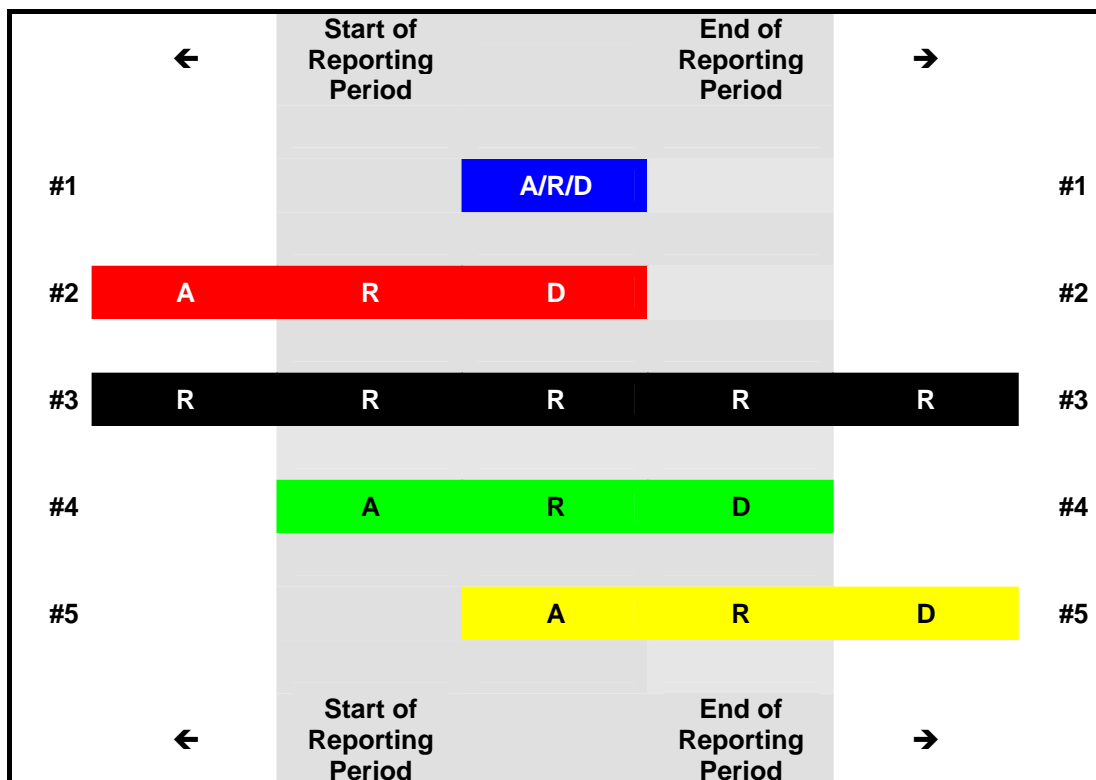 Start of End of
← Reporting Reporting →
Period Period
#1 A/R/D #1
#2 A R D #2
#3 R R R R R #3
#4 A R D #4
#5 A R D #5
Start of End of
← Reporting Reporting →
Period Period